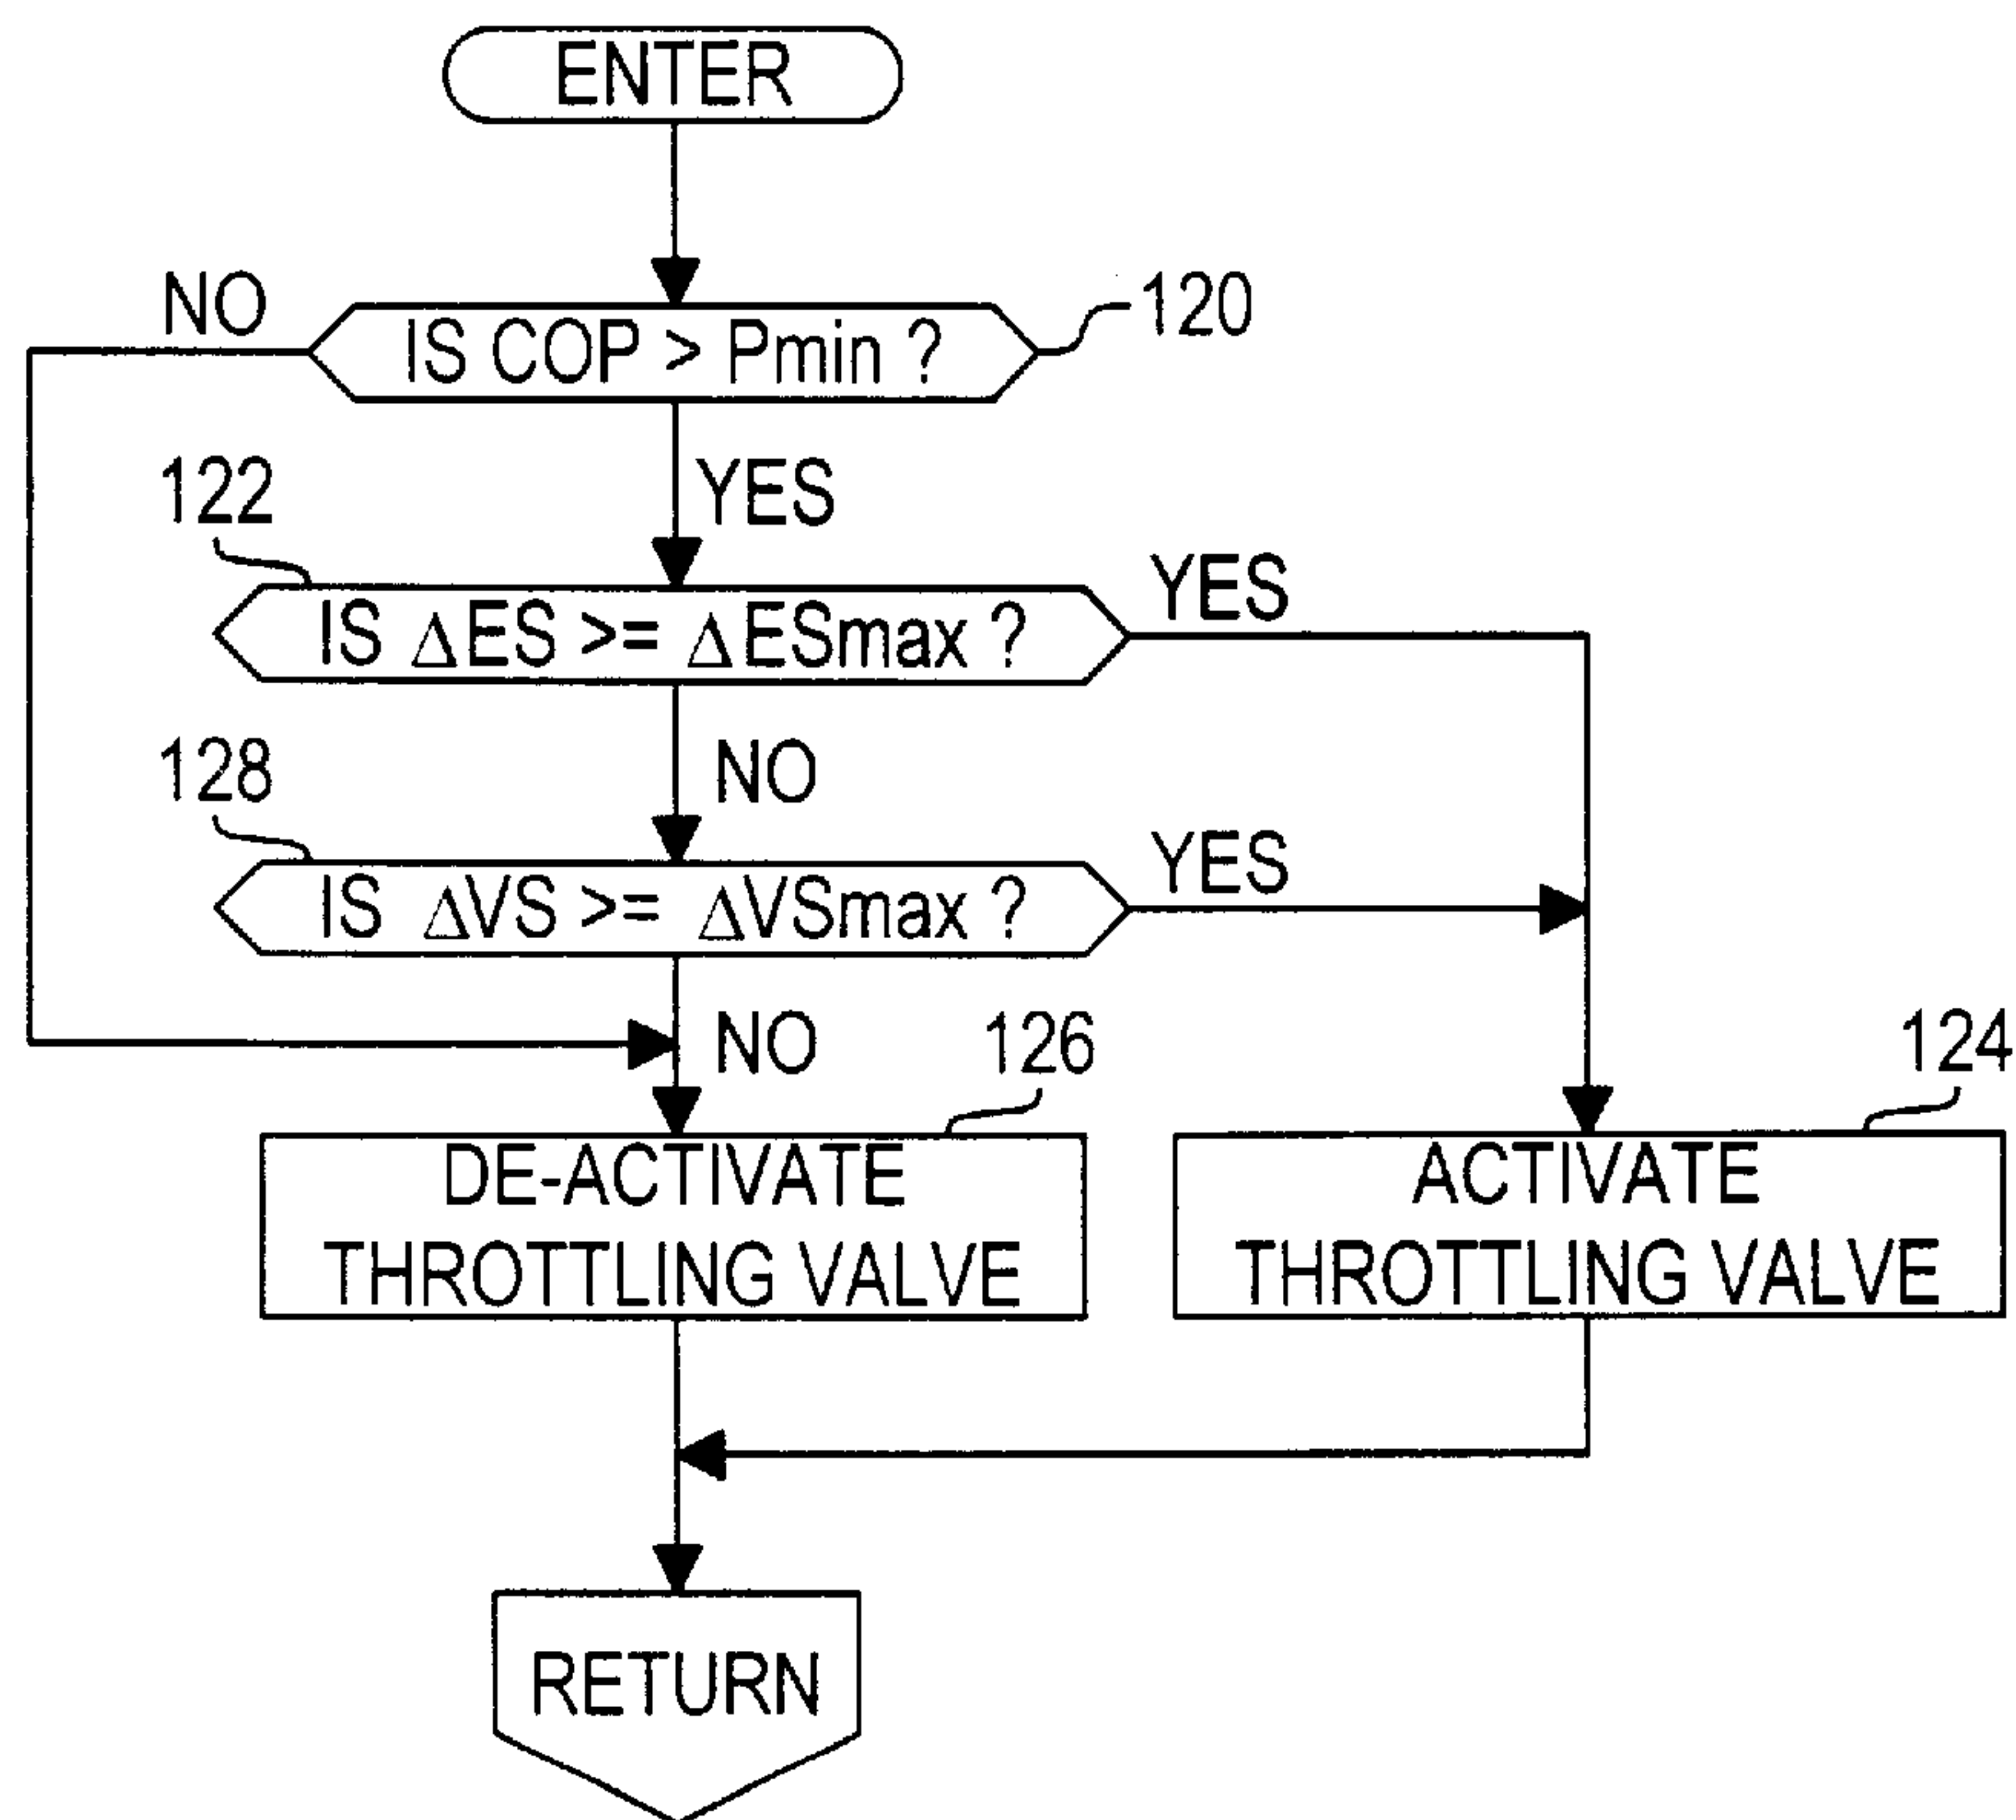 ENTER
NO
IS COP > Pmin ?
120
YES
122
IS ΔES >= ΔESmax ?
YES
NO
128
IS ΔVS >= ΔVSmax ?
YES
NO
126
124
DE-ACTIVATE
THROTTLING VALVE
ACTIVATE
THROTTLING VALVE
RETURN